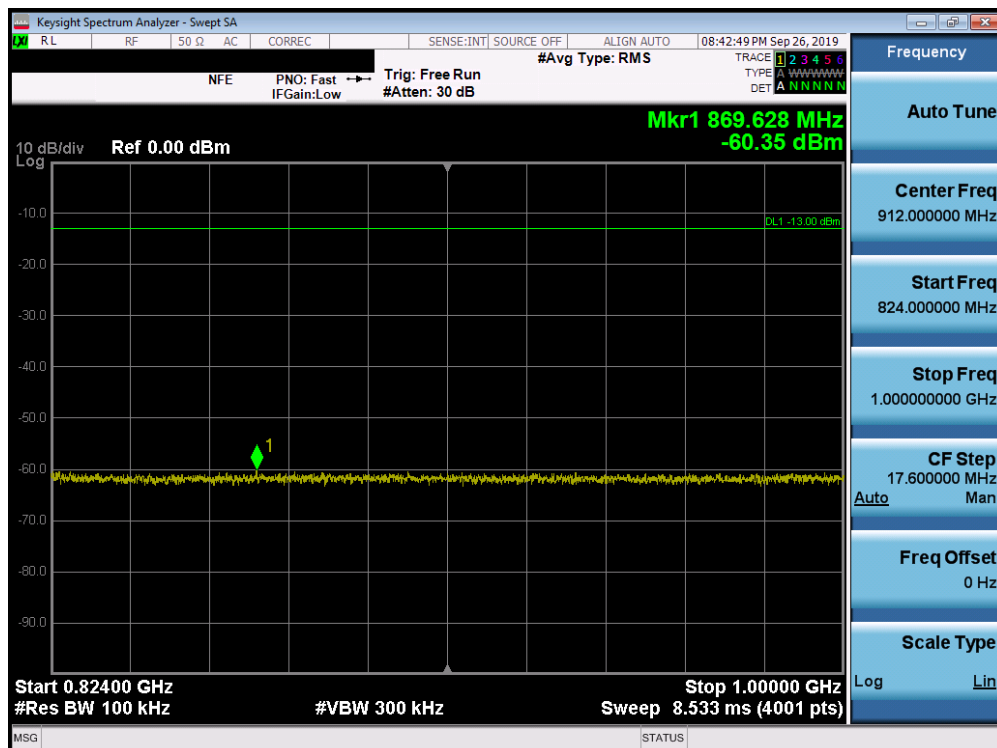 Keysight Spectrum Analyzer - Swept SA
LXI RL RF 50 Ω AC CORREC SENSE:INT SOURCE OFF ALIGN AUTO 08:42:49 PM Sep 26, 2019
Frequency
#Avg Type: RMS
TRACE 1 2 3 4 5 6
NFE PNO: Fast Trig: Free Run TYPE A WWWWW
IFGain:Low #Atten: 30 dB DET A N N N N N
Auto Tune
Mkr1 869.628 MHz
-60.35 dBm
10 dB/div Ref 0.00 dBm
Log
Center Freq
912.000000 MHz
-10.0
DL1 -13.00 dBm
-20.0
Start Freq
824.000000 MHz
-30.0
-40.0
Stop Freq
1.000000000 GHz
-50.0
1
-60.0
CF Step
17.600000 MHz
Auto Man
-70.0
-80.0
Freq Offset
0 Hz
-90.0
Scale Type
Log Lin
Start 0.82400 GHz Stop 1.00000 GHz
#Res BW 100 kHz #VBW 300 kHz Sweep 8.533 ms (4001 pts)
MSG STATUS